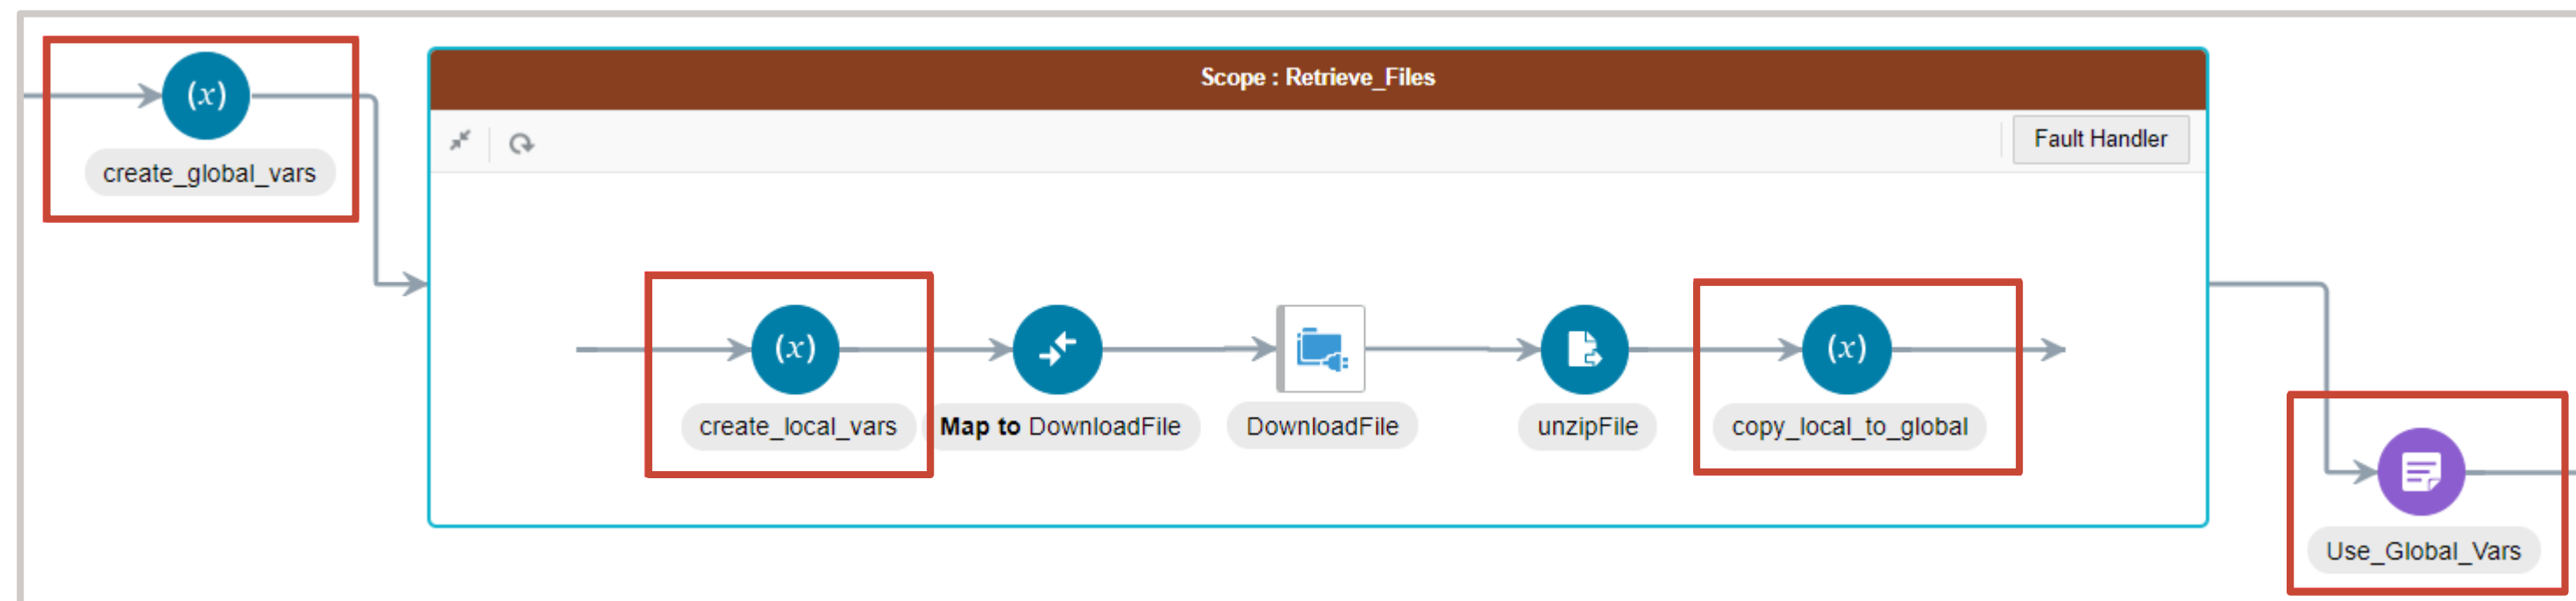 (x)
create_global_vars
Scope : Retrieve_Files
Fault Handler
(x)
create_local_vars
Map to DownloadFile
DownloadFile
unzipFile
(x)
copy_local_to_global
Use_Global_Vars